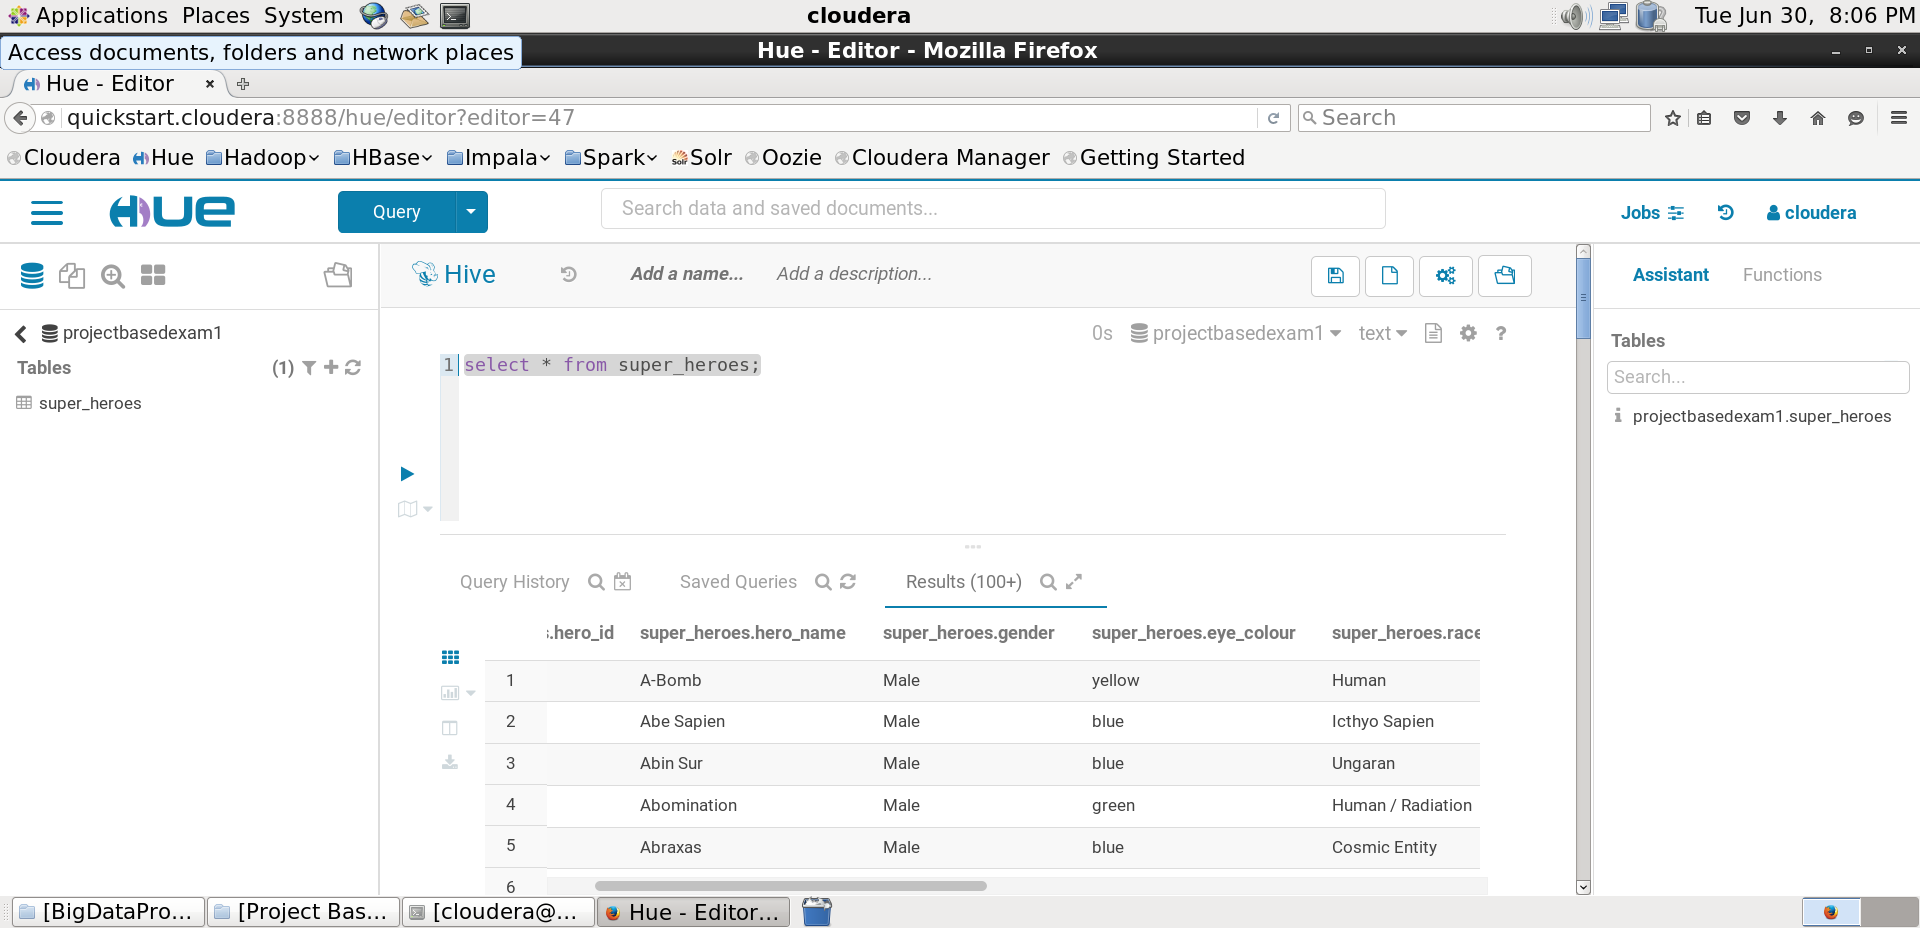 Applications Places System cloudera Tue Jun 30, 8:06 PM
Access documents, folders and network places
Hue - Editor - Mozilla Firefox
Hue - Editor
quickstart.cloudera:8888/hue/editor?editor=47 Search
Cloudera Hue Hadoop HBase Impala Spark Solr Oozie Cloudera Manager Getting Started
HUE Query Search data and saved documents... Jobs cloudera
Hive Add a name... Add a description... Assistant Functions
projectbasedexam1 0s projectbasedexam1 text ?
Tables (1)
super_heroes
1 select * from super_heroes;
Tables
Search...
projectbasedexam1.super_heroes
Query History Saved Queries Results (100+)
.hero_id super_heroes.hero_name super_heroes.gender super_heroes.eye_colour super_heroes.race
1 A-Bomb Male yellow Human
2 Abe Sapien Male blue Icthyo Sapien
3 Abin Sur Male blue Ungaran
4 Abomination Male green Human / Radiation
5 Abraxas Male blue Cosmic Entity
6
[BigDataPro... [Project Bas... [cloudera@... Hue - Editor...